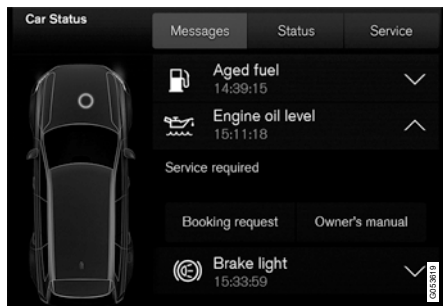 Car Status
Messages
Status
Service
Aged fuel
14:39:15
Engine oil level
15:11:18
Service required
Booking request
Owner's manual
Brake light
15:33:59
G053619